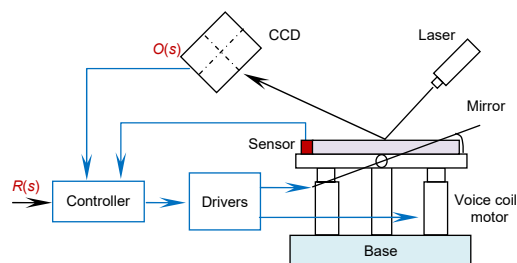 CCD
Laser
O(s)
Mirror
Sensor
R(s)
Controller
Drivers
Voice coil
motor
Base